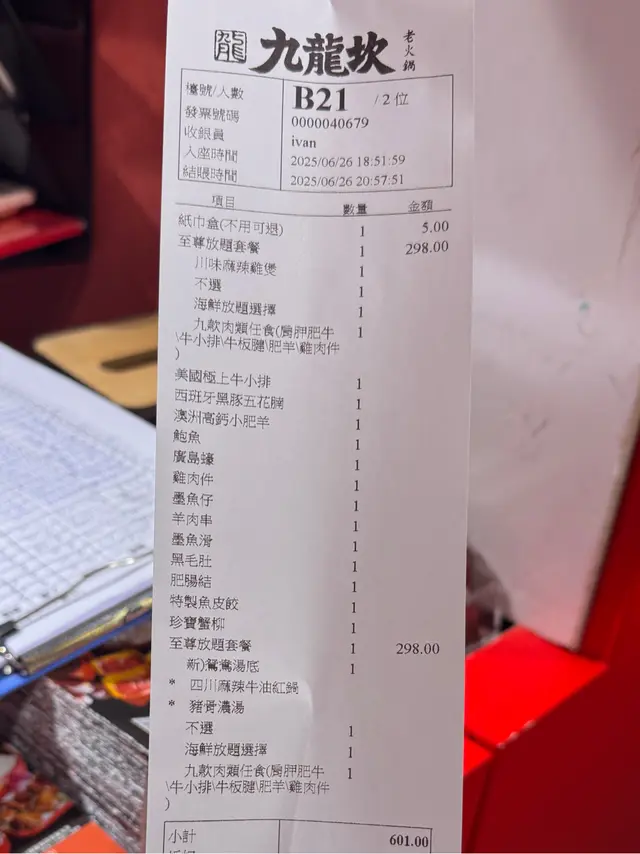 龍 九龍坎 老火鍋
檯號/人數 B21 /2 位
發票號碼 0000040679
收銀員 ivan
入座時間 2025/06/26 18:51:59
結賬時間 2025/06/26 20:57:51
項目 數量 金額
紙巾盒(不用可退) 1 5.00
至尊放題套餐 1 298.00
川味麻辣雞煲 1
不選 1
海鮮放題選擇 1
九款肉類任食(肩胛肥牛 1
\牛小排\牛板腱\肥羊\雞肉件
)
美國極上牛小排 1
西班牙黑豚五花腩 1
澳洲高鈣小肥羊 1
鮑魚 1
廣島蠔 1
雞肉件 1
墨魚仔 1
羊肉串 1
墨魚滑 1
黑毛肚 1
肥腸結 1
特製魚皮餃 1
珍寶蟹柳 1
至尊放題套餐 1 298.00
新)鴛鴦湯底 1
* 四川麻辣牛油紅鍋
* 豬骨濃湯
不選 1
海鮮放題選擇 1
九款肉類任食(肩胛肥牛 1
\牛小排\牛板腱\肥羊\雞肉件
)
小計 601.00